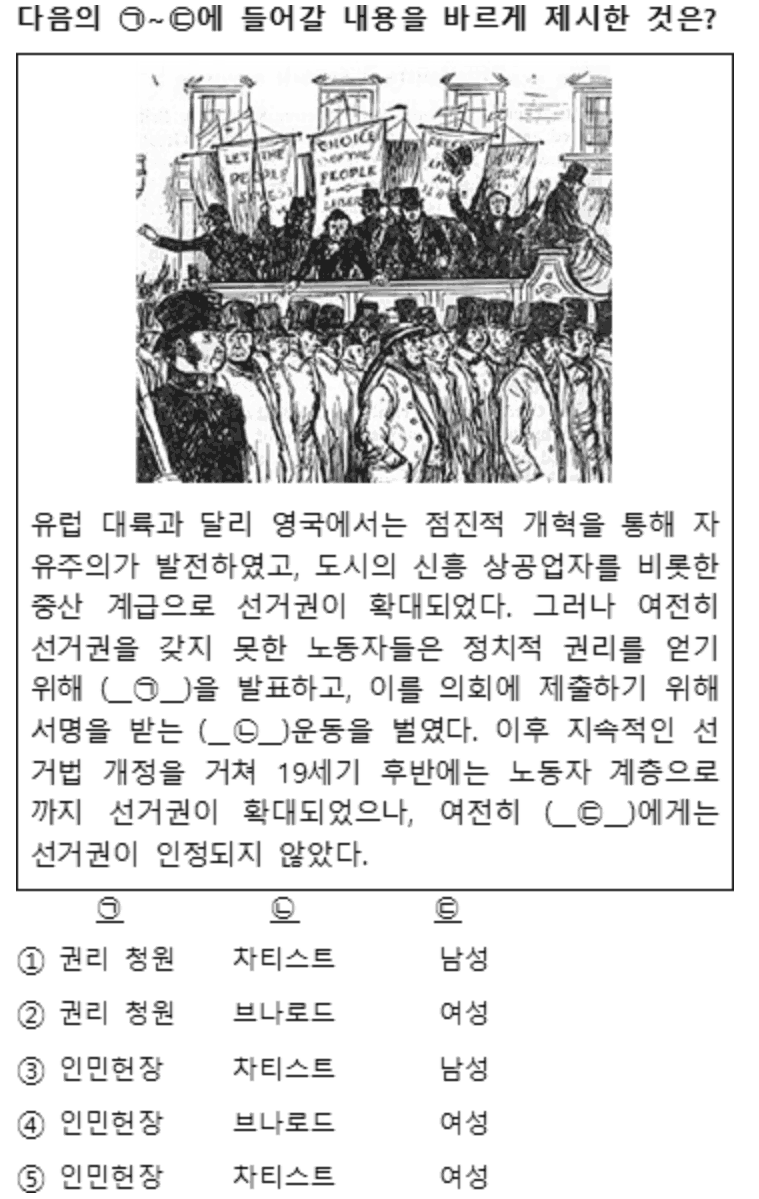 다음의 ㉠~㉢에 들어갈 내용을 바르게 제시한 것은?
LET THE
PEOPLE
CHOICE
OF THE
PEOPLE
유럽 대륙과 달리 영국에서는 점진적 개혁을 통해 자
유주의가 발전하였고, 도시의 신흥 상공업자를 비롯한
중산 계급으로 선거권이 확대되었다. 그러나 여전히
선거권을 갖지 못한 노동자들은 정치적 권리를 얻기
위해 (_㉠_)을 발표하고, 이를 의회에 제출하기 위해
서명을 받는 (_㉡_)운동을 벌였다. 이후 지속적인 선
거법 개정을 거쳐 19세기 후반에는 노동자 계층으로
까지 선거권이 확대되었으나, 여전히 (_㉢_)에게는
선거권이 인정되지 않았다.
㉠ ㉡ ㉢
① 권리 청원 차티스트 남성
② 권리 청원 브나로드 여성
③ 인민헌장 차티스트 남성
④ 인민헌장 브나로드 여성
⑤ 인민헌장 차티스트 여성